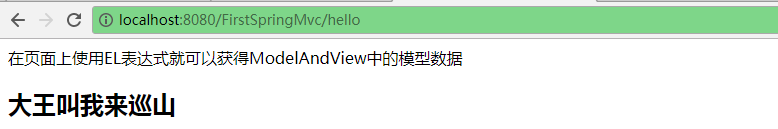 localhost:8080/FirstSpringMvc/hello
在页面上使用EL表达式就可以获得ModelAndView中的模型数据
大王叫我来巡山